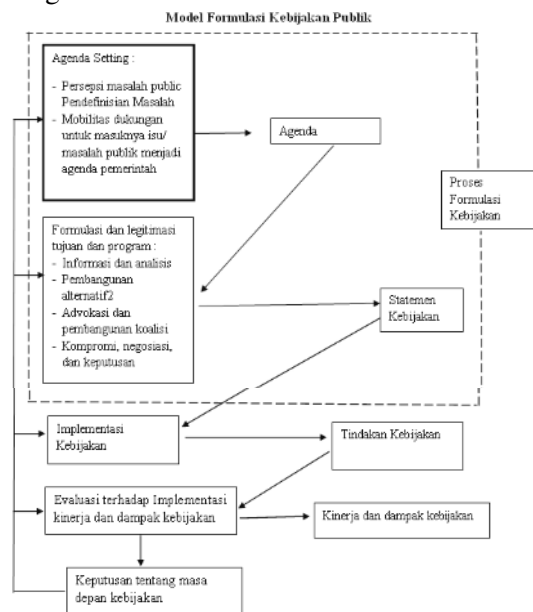 Model Formulasi Kebijakan Publik
Agenda Setting :
- Persepsi masalah public
Pendefinisian Masalah
- Mobilitas dukungan
untuk masuknya isu/
masalah publik menjadi
agenda pemerintah
Agenda
Proses
Formulasi
Kebijakan
Formulasi dan legitimasi
tujuan dan program :
- Informasi dan analisis
- Pembangunan
alternatif2
- Advokasi dan
pembangunan koalisi
- Kompromi, negosiasi,
dan keputusan
Statemen
Kebijakan
Implementasi
Kebijakan
Tindakan Kebijakan
Evaluasi terhadap Implementasi
kinerja dan dampak kebijakan
Kinerja dan dampak kebijakan
Keputusan tentang masa
depan kebijakan